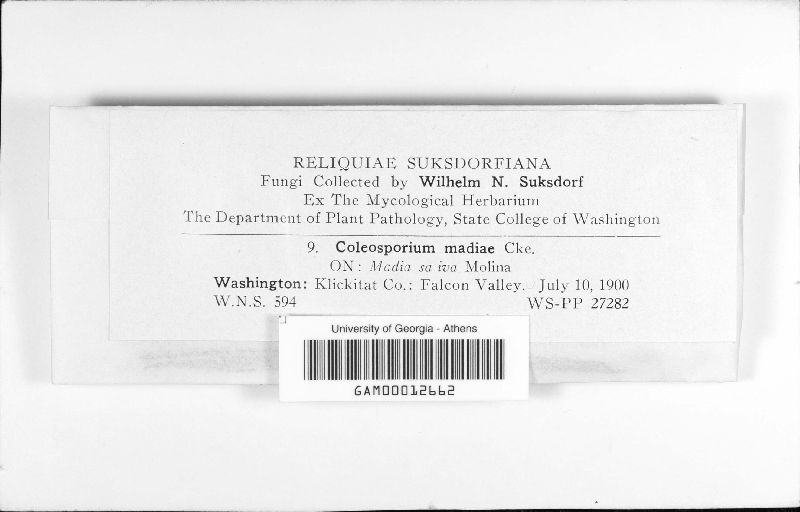 RELIQUIAE SUKSDORFIANA
Fungi Collected by Wilhelm N. Suksdorf
Ex The Mycological Herbarium
The Department of Plant Pathology, State College of Washington
9. Coleosporium madiae Cke.
ON: Madia sa iva Molina
Washington: Klickitat Co.: Falcon Valley. July 10, 1900
W.N.S. 594 WS-PP 27282
University of Georgia - Athens
GAM00012662